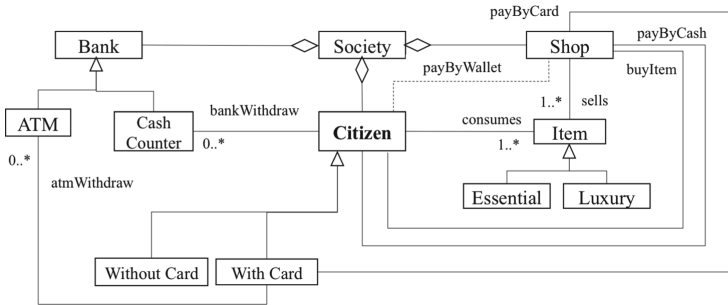 payByCard
Bank
Society
Shop
payByCash
payByWallet
buyItem
ATM
Cash
Counter
bankWithdraw
0..*
Citizen
consumes
1..*
1..*
sells
Item
0..*
atmWithdraw
Essential
Luxury
Without Card
With Card